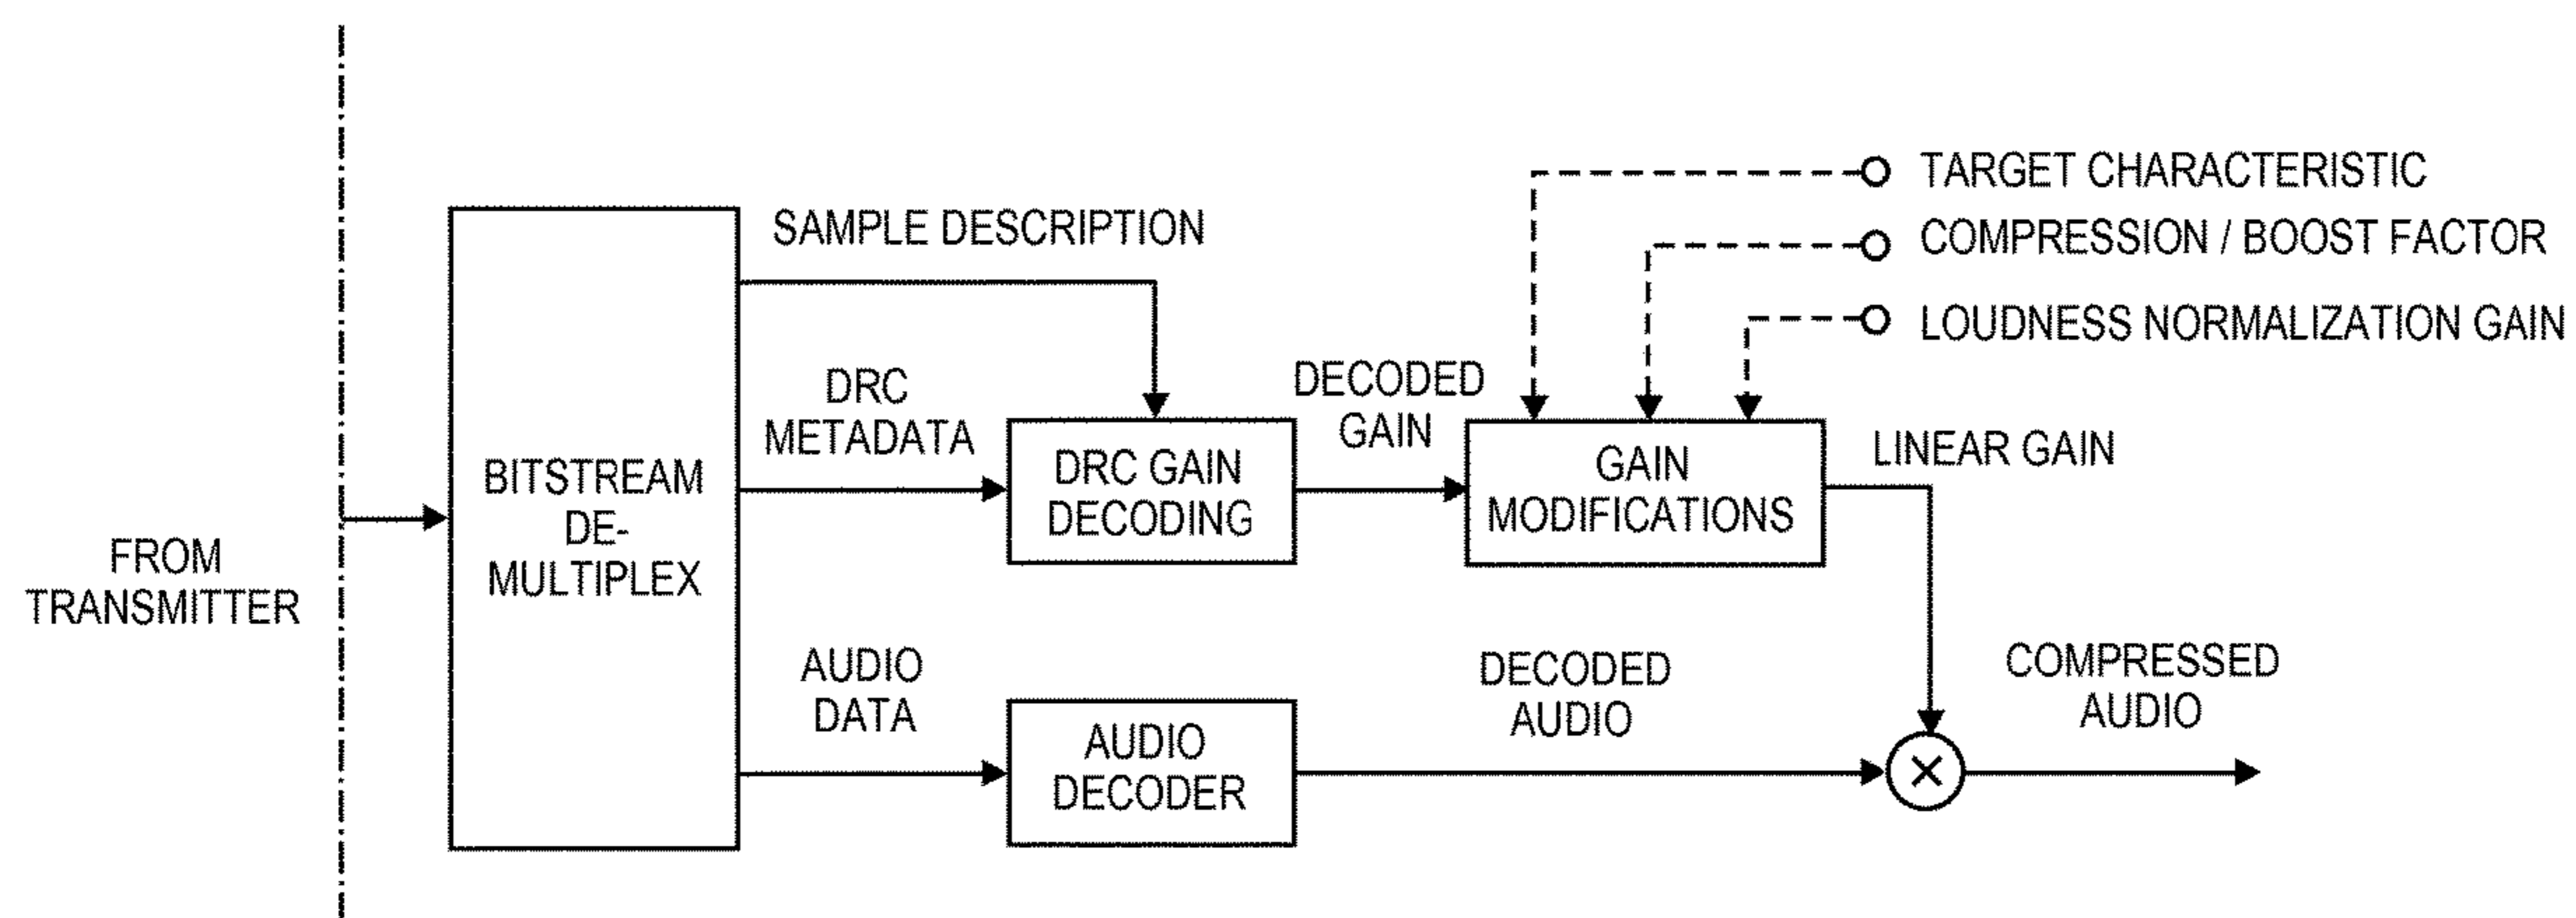 FROM
TRANSMITTER
BITSTREAM
DE-
MULTIPLEX
SAMPLE DESCRIPTION
DRC
METADATA
AUDIO
DATA
DRC GAIN
DECODING
AUDIO
DECODER
DECODED
GAIN
TARGET CHARACTERISTIC
COMPRESSION / BOOST FACTOR
LOUDNESS NORMALIZATION GAIN
GAIN
MODIFICATIONS
LINEAR GAIN
DECODED
AUDIO
×
COMPRESSED
AUDIO